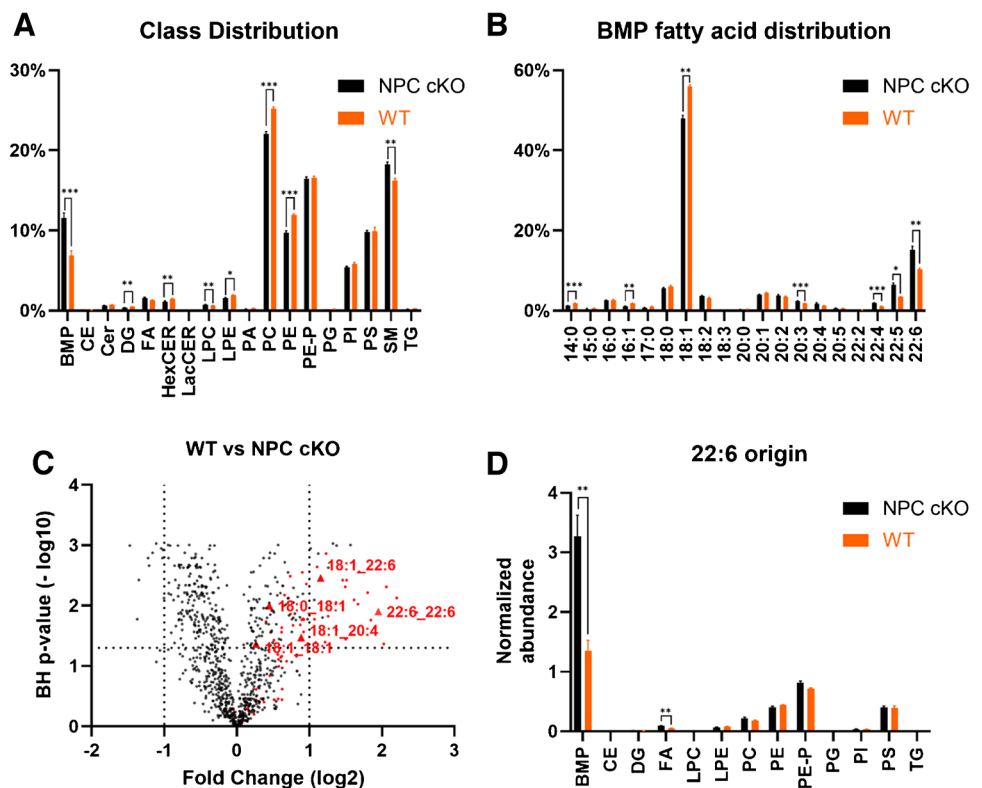 A
Class Distribution
30%
20%
10%
0%
***
**
**
**
*
***
***
**
NPC cKO
WT
BMP
CE
Cer
DG
FA
HexCER
LacCER
LPC
LPE
PA
PC
PE
PE-P
PG
PI
PS
SM
TG
B
BMP fatty acid distribution
60%
40%
20%
0%
***
**
**
***
***
*
**
NPC cKO
WT
14:0
15:0
16:0
16:1
17:0
18:0
18:1
18:2
18:3
20:0
20:1
20:2
20:3
20:4
20:5
22:2
22:4
22:5
22:6
C
WT vs NPC cKO
BH p-value (- log10)
4
3
2
1
0
18:1_22:6
18:0_18:1
22:6_22:6
18:1_20:4
18:1_18:1
-2
-1
0
1
2
3
Fold Change (log2)
D
22:6 origin
Normalized
abundance
4
3
2
1
0
**
**
NPC cKO
WT
BMP
CE
DG
FA
LPC
LPE
PC
PE
PE-P
PG
PI
PS
TG